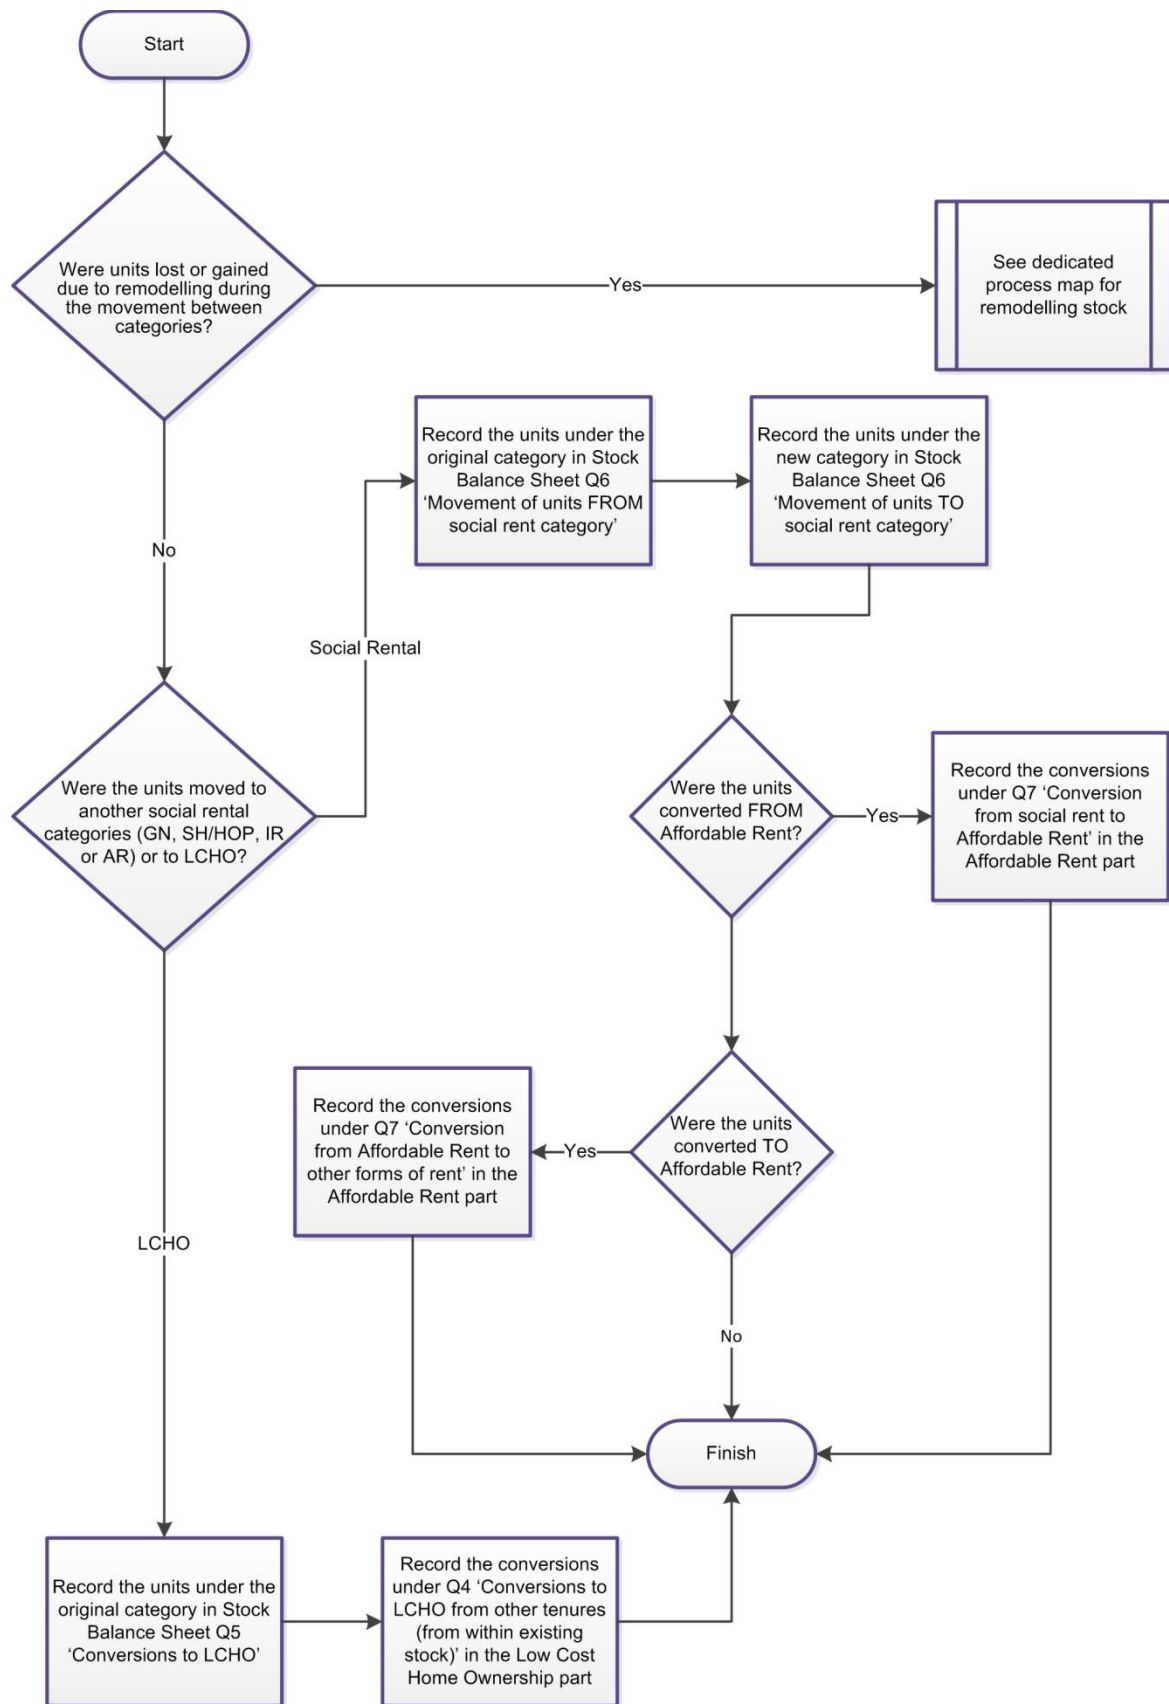 Start
Were units lost or gained
due to remodelling during
the movement between
categories?
Yes
See dedicated
process map for
remodelling stock
No
Record the units under the
original category in Stock
Balance Sheet Q6
‘Movement of units FROM
social rent category’
Record the units under the
new category in Stock
Balance Sheet Q6
‘Movement of units TO
social rent category’
Social Rental
Were the units moved to
another social rental
categories (GN, SH/HOP, IR
or AR) or to LCHO?
Were the units
converted FROM
Affordable Rent?
Yes
Record the conversions
under Q7 ‘Conversion
from social rent to
Affordable Rent’ in the
Affordable Rent part
Were the units
converted TO
Affordable Rent?
Yes
Record the conversions
under Q7 ‘Conversion
from Affordable Rent to
other forms of rent’ in the
Affordable Rent part
LCHO
No
Finish
Record the units under the
original category in Stock
Balance Sheet Q5
‘Conversions to LCHO’
Record the conversions
under Q4 ‘Conversions to
LCHO from other tenures
(from within existing
stock)’ in the Low Cost
Home Ownership part